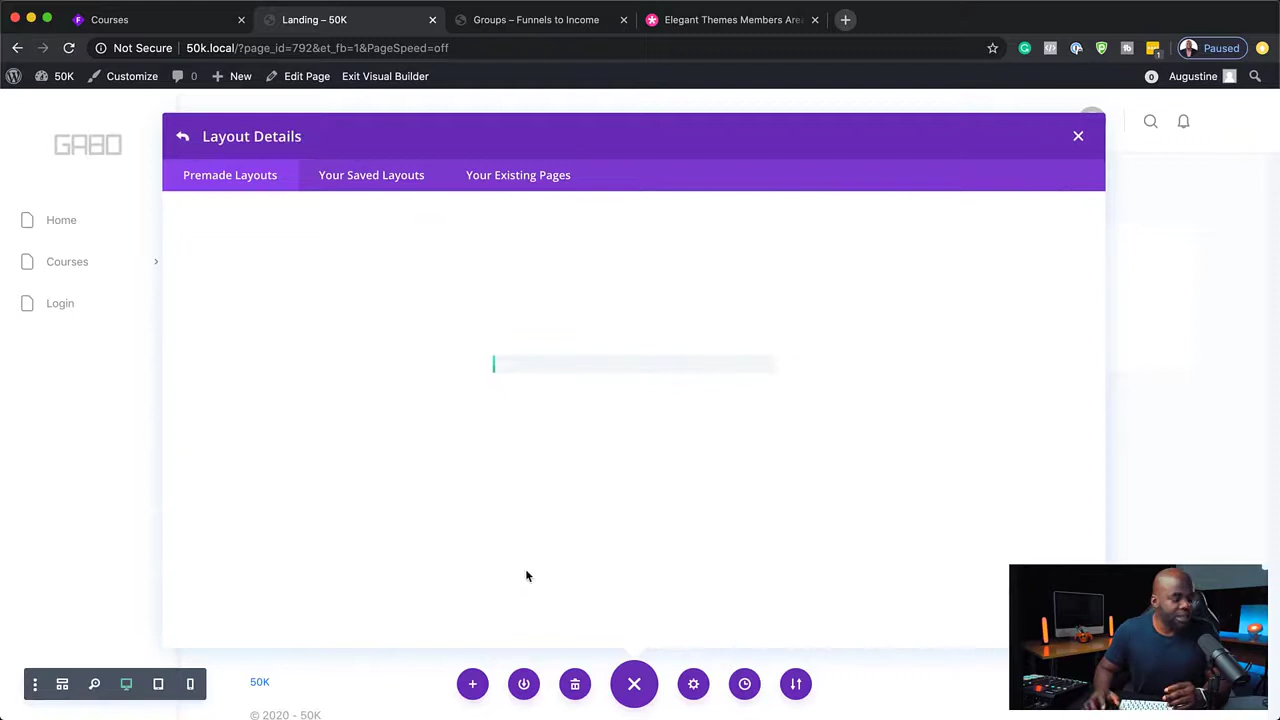 Courses
Landing – 50K
Groups – Funnels to Income
Elegant Themes Members Area
Not Secure
50k.local/?page_id=792&et_fb=1&PageSpeed=off
Paused
50K
Customize
0
New
Edit Page
Exit Visual Builder
0
Augustine
GABO
Layout Details
Premade Layouts
Your Saved Layouts
Your Existing Pages
Home
Courses
Login
50K
© 2020 - 50K